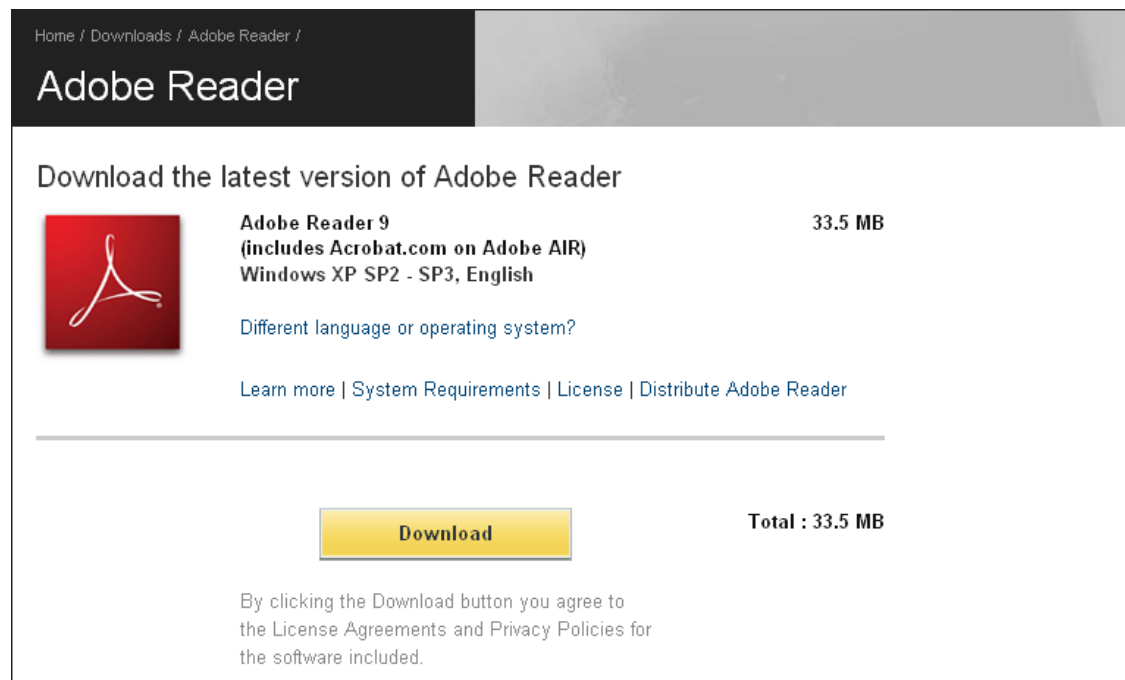 Home / Downloads / Adobe Reader /
Adobe Reader
Download the latest version of Adobe Reader
Adobe Reader 9 33.5 MB
(includes Acrobat.com on Adobe AIR)
Windows XP SP2 - SP3, English
Different language or operating system?
Learn more | System Requirements | License | Distribute Adobe Reader
Download Total : 33.5 MB
By clicking the Download button you agree to
the License Agreements and Privacy Policies for
the software included.